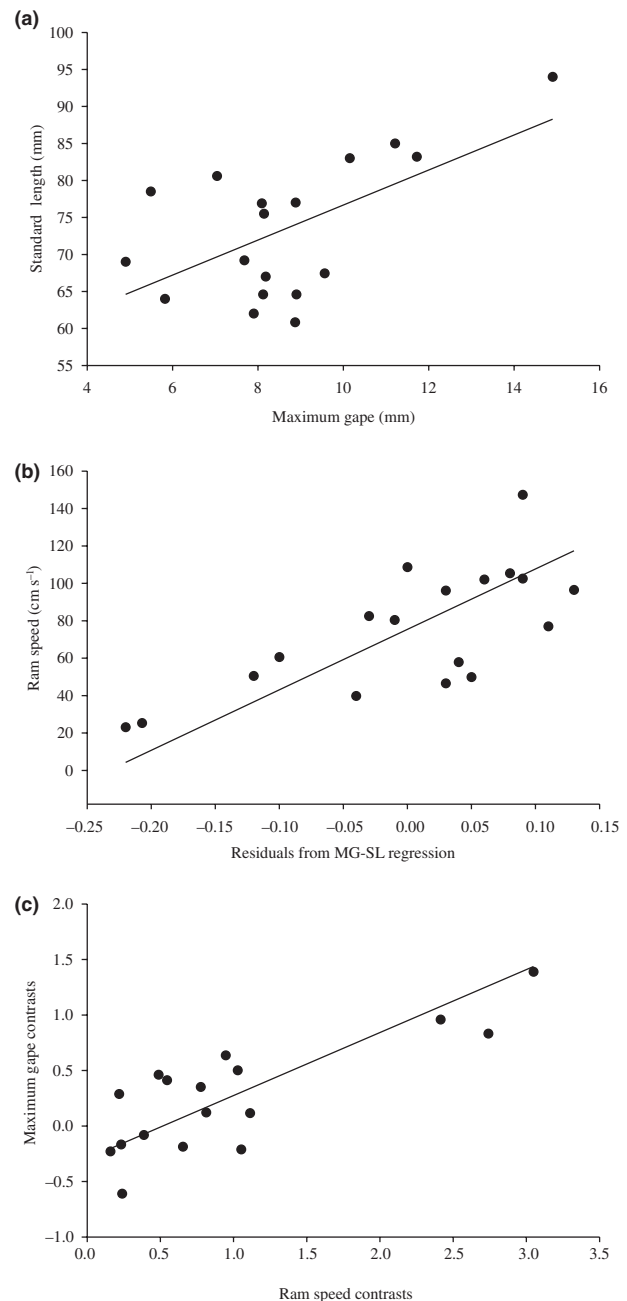 (a)
100
95
90
85
80
75
70
65
60
55
Standard length (mm)
4 6 8 10 12 14 16
Maximum gape (mm)
(b)
160
140
120
100
80
60
40
20
0
Ram speed (cm s⁻¹)
–0.25 –0.20 –0.15 –0.10 –0.05 0.00 0.05 0.10 0.15
Residuals from MG-SL regression
(c)
2.0
1.5
1.0
0.5
0.0
–0.5
–1.0
Maximum gape contrasts
0.0 0.5 1.0 1.5 2.0 2.5 3.0 3.5
Ram speed contrasts